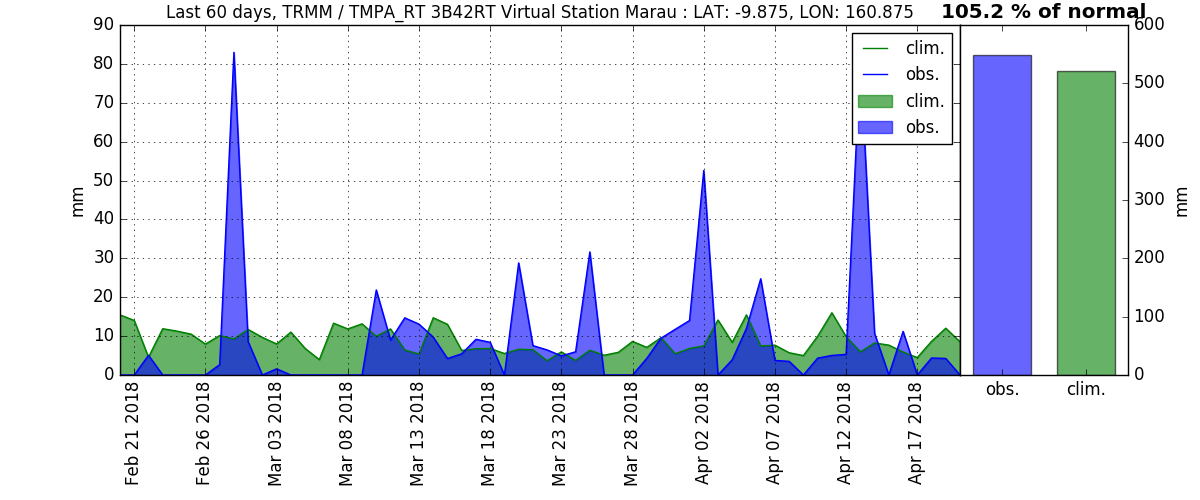 Last 60 days, TRMM / TMPA_RT 3B42RT Virtual Station Marau : LAT: -9.875, LON: 160.875
105.2 % of normal
90
80
70
60
50
40
30
20
10
0
mm
clim.
obs.
clim.
obs.
600
500
400
300
200
100
0
mm
Feb 21 2018
Feb 26 2018
Mar 03 2018
Mar 08 2018
Mar 13 2018
Mar 18 2018
Mar 23 2018
Mar 28 2018
Apr 02 2018
Apr 07 2018
Apr 12 2018
Apr 17 2018
obs.
clim.